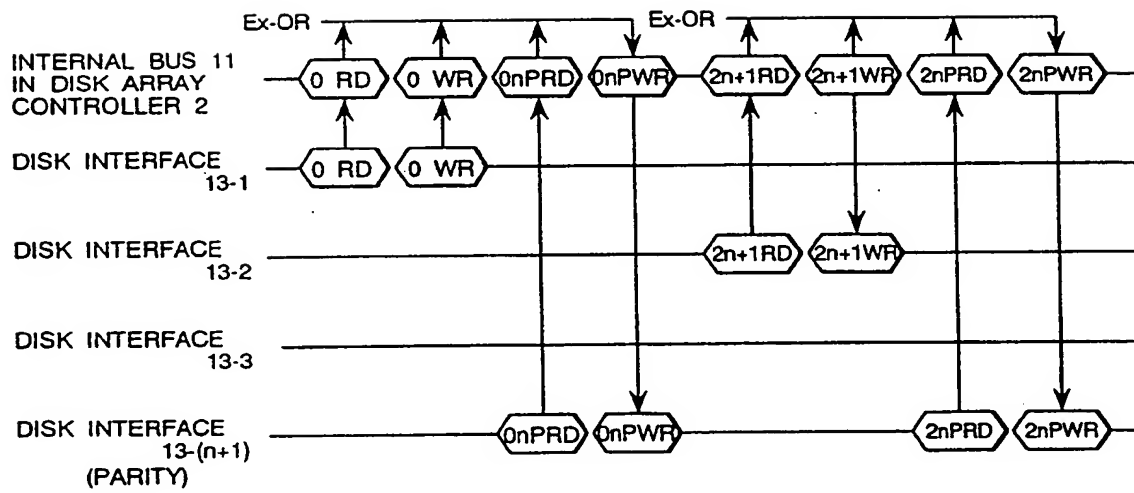 Ex-OR Ex-OR
INTERNAL BUS 11
IN DISK ARRAY
CONTROLLER 2
0 RD 0 WR 0nPRD 0nPWR 2n+1RD 2n+1WR 2nPRD 2nPWR
DISK INTERFACE
13-1
0 RD 0 WR
DISK INTERFACE
13-2
2n+1RD 2n+1WR
DISK INTERFACE
13-3
DISK INTERFACE
13-(n+1)
(PARITY)
0nPRD 0nPWR 2nPRD 2nPWR